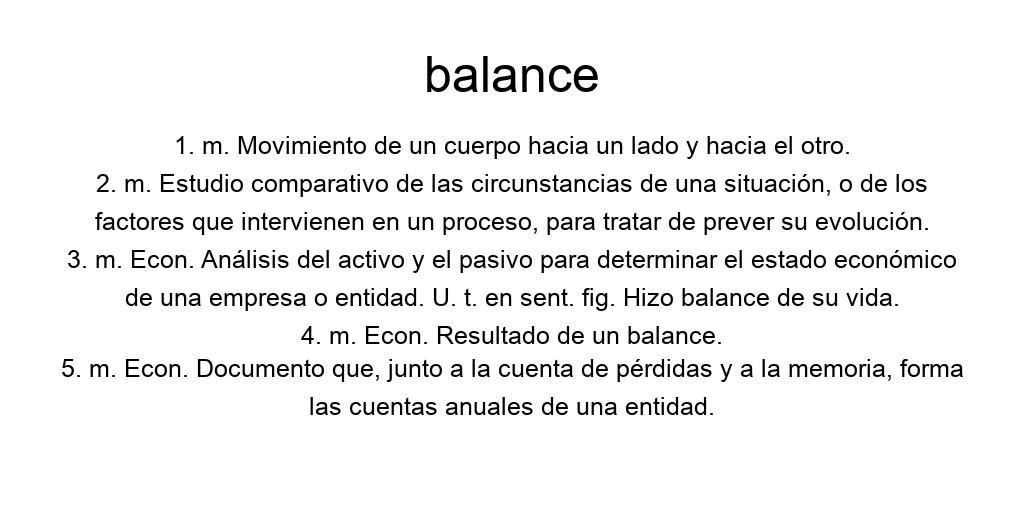 balance
1. m. Movimiento de un cuerpo hacia un lado y hacia el otro.
2. m. Estudio comparativo de las circunstancias de una situación, o de los
factores que intervienen en un proceso, para tratar de prever su evolución.
3. m. Econ. Análisis del activo y el pasivo para determinar el estado económico
de una empresa o entidad. U. t. en sent. fig. Hizo balance de su vida.
4. m. Econ. Resultado de un balance.
5. m. Econ. Documento que, junto a la cuenta de pérdidas y a la memoria, forma
las cuentas anuales de una entidad.